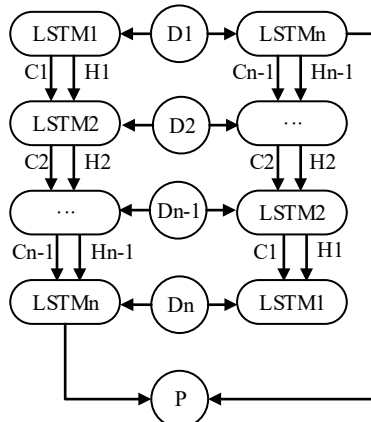 LSTM1 D1 LSTMn
C1 H1 Cn-1 Hn-1
LSTM2 D2 ...
C2 H2 C2 H2
... Dn-1 LSTM2
Cn-1 Hn-1 C1 H1
LSTMn Dn LSTM1
P